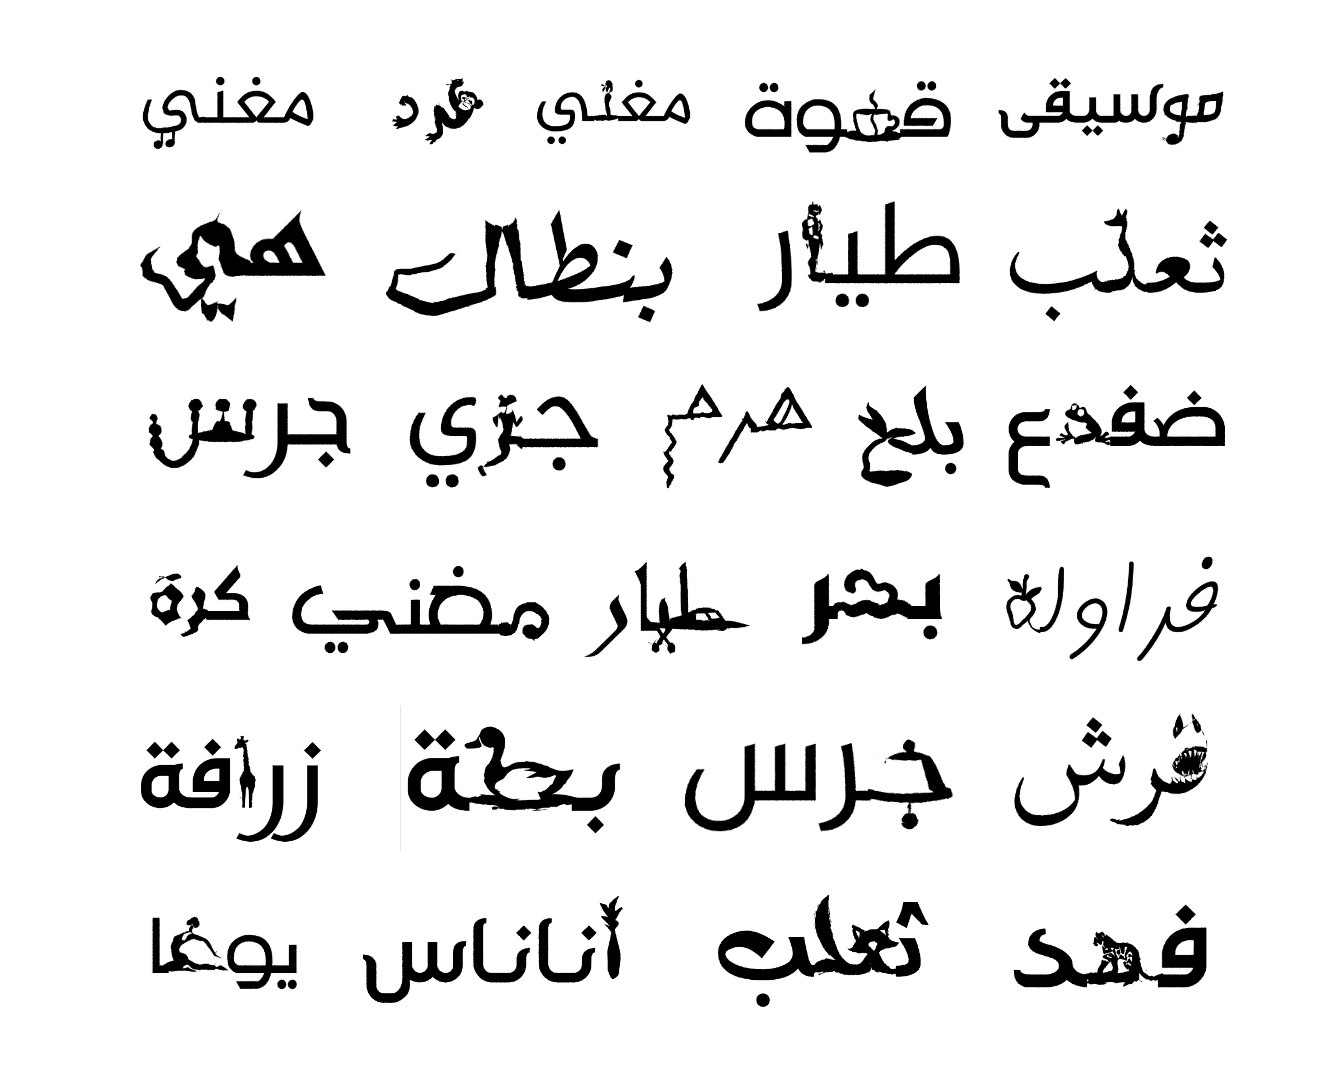 موسيقى قهوة مغني قرد مغني
ثعلب طيار بنطال هيبي
ضفدع بلح هرم جري جرس
فراولة بحر طيار مغني كرة
قرش جرس بطة زرافة
فهد ثعلب أناناس يوغا